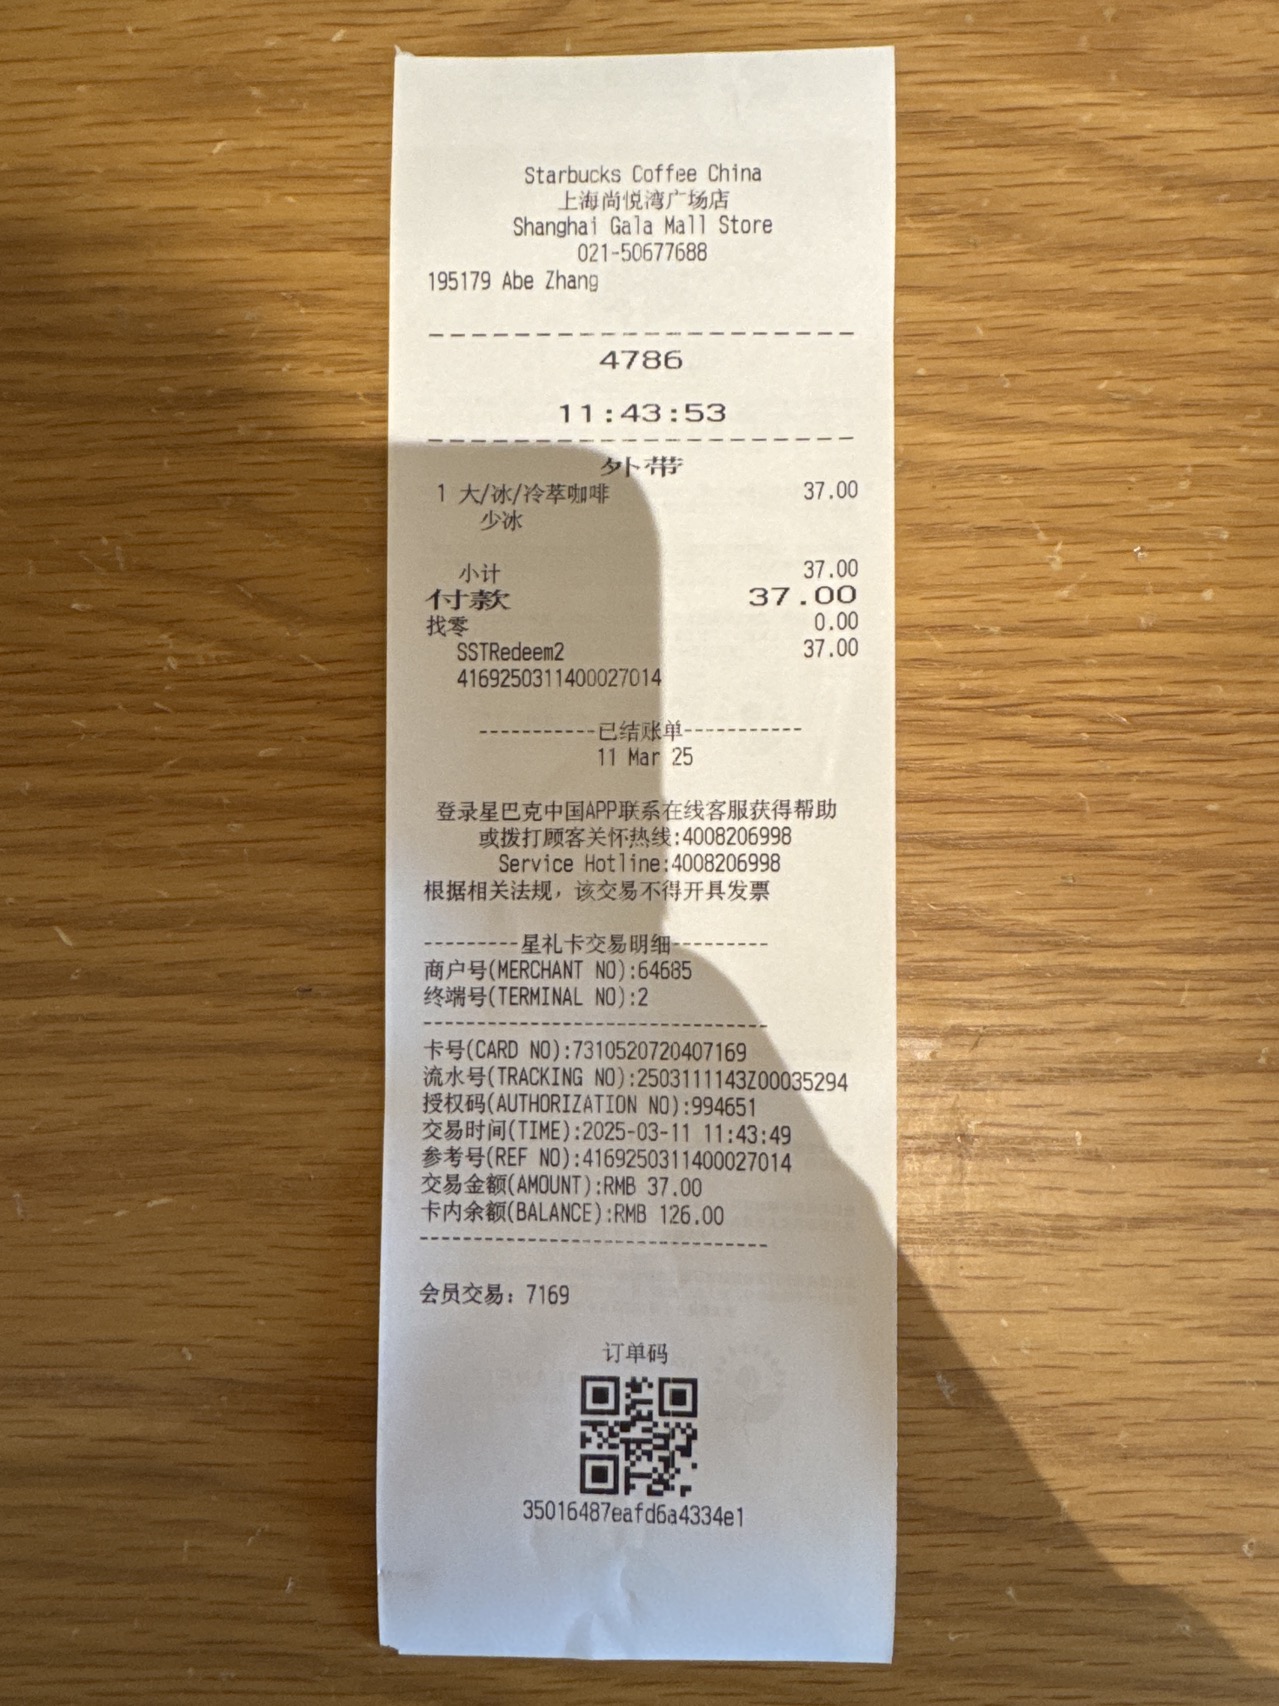 Starbucks Coffee China
上海尚悦湾广场店
Shanghai Gala Mall Store
021-50677688
195179 Abe Zhang
--------------------
4786
11:43:53
--------------------
外带
1 大/冰/冷萃咖啡 37.00
少冰
小计 37.00
付款 37.00
找零 0.00
SSTRedeem2 37.00
4169250311400027014
-----------已结账单-----------
11 Mar 25
登录星巴克中国APP联系在线客服获得帮助
或拨打顾客关怀热线:4008206998
Service Hotline:4008206998
根据相关法规，该交易不得开具发票
---------星礼卡交易明细---------
商户号(MERCHANT NO):64685
终端号(TERMINAL NO):2
--------------------------------
卡号(CARD NO):7310520720407169
流水号(TRACKING NO):2503111143Z00035294
授权码(AUTHORIZATION NO):994651
交易时间(TIME):2025-03-11 11:43:49
参考号(REF NO):4169250311400027014
交易金额(AMOUNT):RMB 37.00
卡内余额(BALANCE):RMB 126.00
--------------------------------
会员交易：7169
订单码
35016487eafd6a4334e1